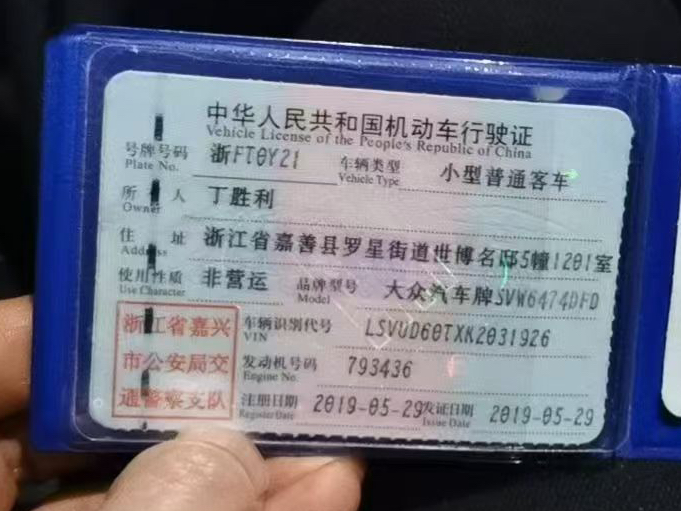 中华人民共和国机动车行驶证
Vehicle License of the People's Republic of China
号牌号码 浙FT0Y21 车辆类型 小型普通客车
Plate No. Vehicle Type
所 有 人 丁胜利
Owner
住 址 浙江省嘉善县罗星街道世博名邸5幢1201室
Address
使用性质 非营运 品牌型号 大众汽车牌SVW6474DFD
Use Character Model
浙江省嘉兴 车辆识别代号 LSVUD60TXK2031926
VIN
市公安局交 发动机号码 793436
Engine No.
通警察支队 注册日期 2019-05-29 发证日期 2019-05-29
Register Date Issue Date